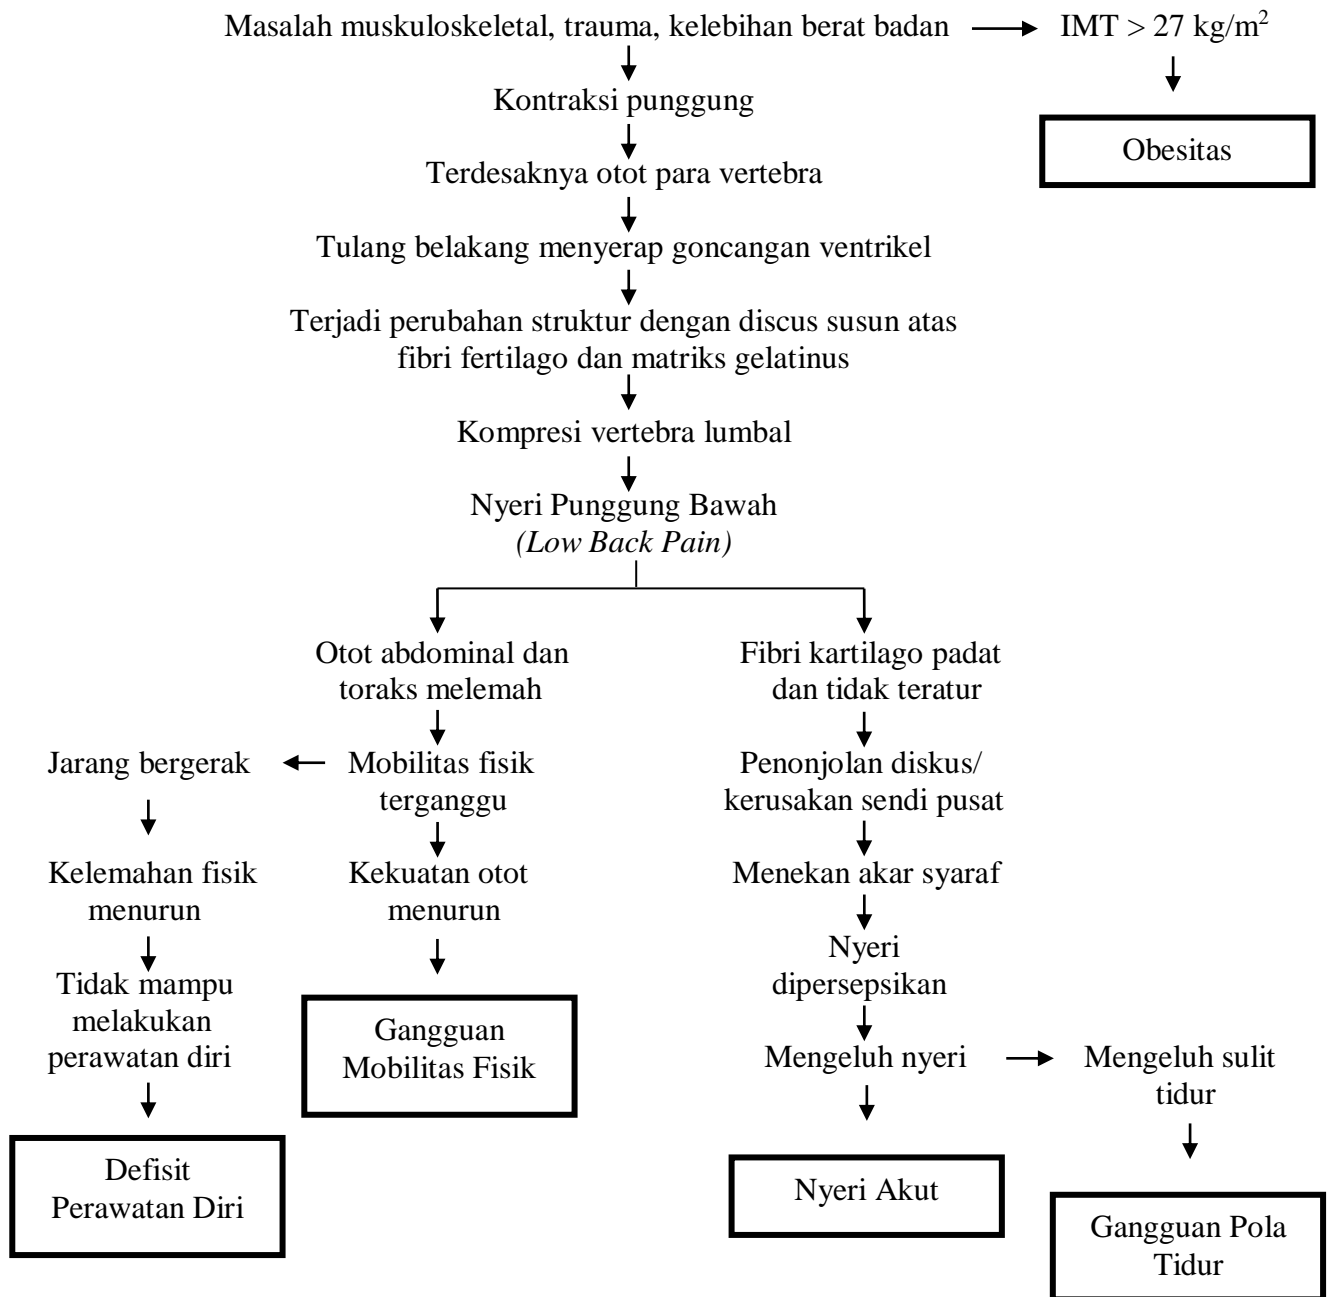 Masalah muskuloskeletal, trauma, kelebihan berat badan
IMT > 27 kg/m²
Obesitas
Kontraksi punggung
Terdesaknya otot para vertebra
Tulang belakang menyerap goncangan ventrikel
Terjadi perubahan struktur dengan discus susun atas
fibri fertilago dan matriks gelatinus
Kompresi vertebra lumbal
Nyeri Punggung Bawah
(Low Back Pain)
Otot abdominal dan
toraks melemah
Mobilitas fisik
terganggu
Jarang bergerak
Kelemahan fisik
menurun
Tidak mampu
melakukan
perawatan diri
Defisit
Perawatan Diri
Kekuatan otot
menurun
Gangguan
Mobilitas Fisik
Fibri kartilago padat
dan tidak teratur
Penonjolan diskus/
kerusakan sendi pusat
Menekan akar syaraf
Nyeri
dipersepsikan
Mengeluh nyeri
Nyeri Akut
Mengeluh sulit
tidur
Gangguan Pola
Tidur